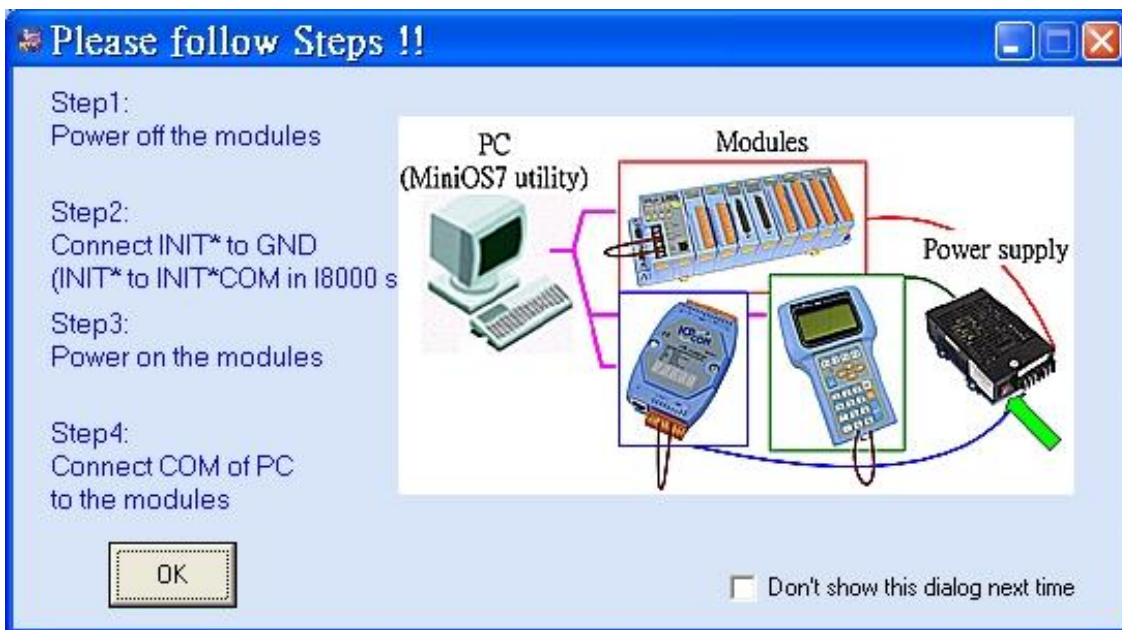 Please follow Steps !!
Step1:
Power off the modules
Step2:
Connect INIT* to GND
(INIT* to INIT*COM in I8000 s
Step3:
Power on the modules
Step4:
Connect COM of PC
to the modules
PC
(MiniOS7 utility)
Modules
Power supply
OK
Don't show this dialog next time